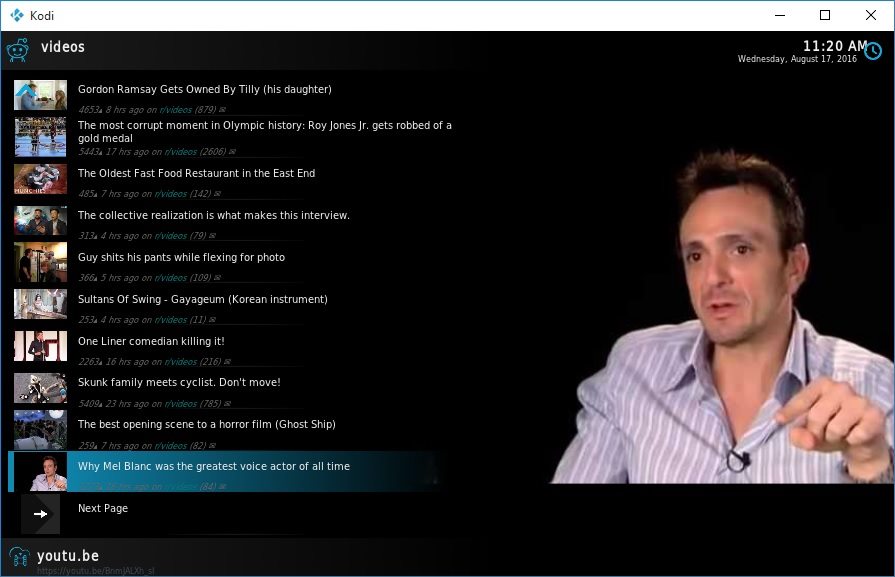 Kodi
videos
11:20 AM
Wednesday, August 17, 2016
Gordon Ramsay Gets Owned By Tilly (his daughter)
4653▴ 8 hrs ago on r/videos (879) ✉
The most corrupt moment in Olympic history: Roy Jones Jr. gets robbed of a
gold medal
5443▴ 17 hrs ago on r/videos (2606) ✉
The Oldest Fast Food Restaurant in the East End
485▴ 7 hrs ago on r/videos (142) ✉
MUNCHIES
The collective realization is what makes this interview.
313▴ 4 hrs ago on r/videos (79) ✉
Guy shits his pants while flexing for photo
366▴ 5 hrs ago on r/videos (109) ✉
Sultans Of Swing - Gayageum (Korean instrument)
253▴ 4 hrs ago on r/videos (11) ✉
One Liner comedian killing it!
2263▴ 16 hrs ago on r/videos (216) ✉
Skunk family meets cyclist. Don't move!
5409▴ 23 hrs ago on r/videos (785) ✉
The best opening scene to a horror film (Ghost Ship)
259▴ 7 hrs ago on r/videos (82) ✉
Why Mel Blanc was the greatest voice actor of all time
hrs ago on r/videos (84) ✉
Next Page
youtu.be